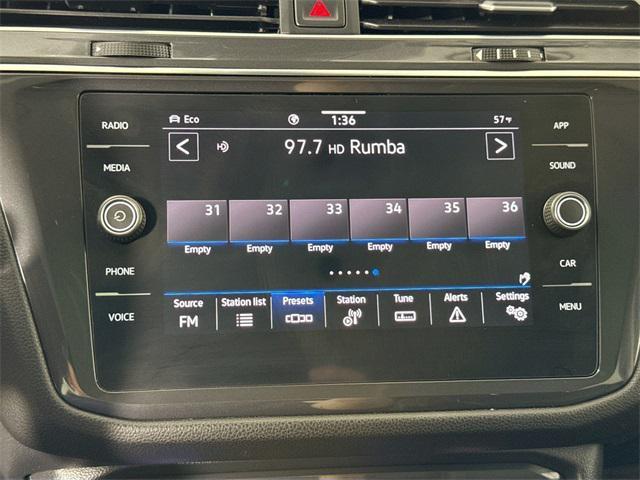 Eco 1:36 57°F
RADIO
MEDIA
PHONE
VOICE
APP
SOUND
CAR
MENU
< HD 97.7 HD Rumba >
31 32 33 34 35 36
Empty Empty Empty Empty Empty Empty
Source Station list Presets Station Tune Alerts Settings
FM